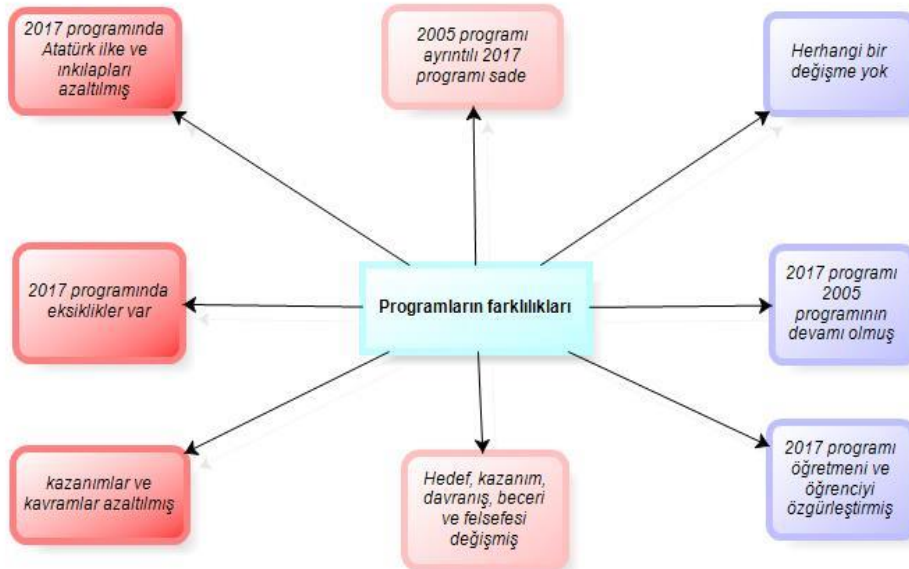 2017 programında
Atatürk ilke ve
inkılapları
azaltılmış
2005 programı
ayrıntılı 2017
programı sade
Herhangi bir
değişme yok
2017 programında
eksiklikler var
Programların farklılıkları
2017 programı
2005
programının
devamı olmuş
kazanımlar ve
kavramlar azaltılmış
Hedef, kazanım,
davranış, beceri
ve felsefesi
değişmiş
2017 programı
öğretmeni ve
öğrenciyi
özgürleştirmiş